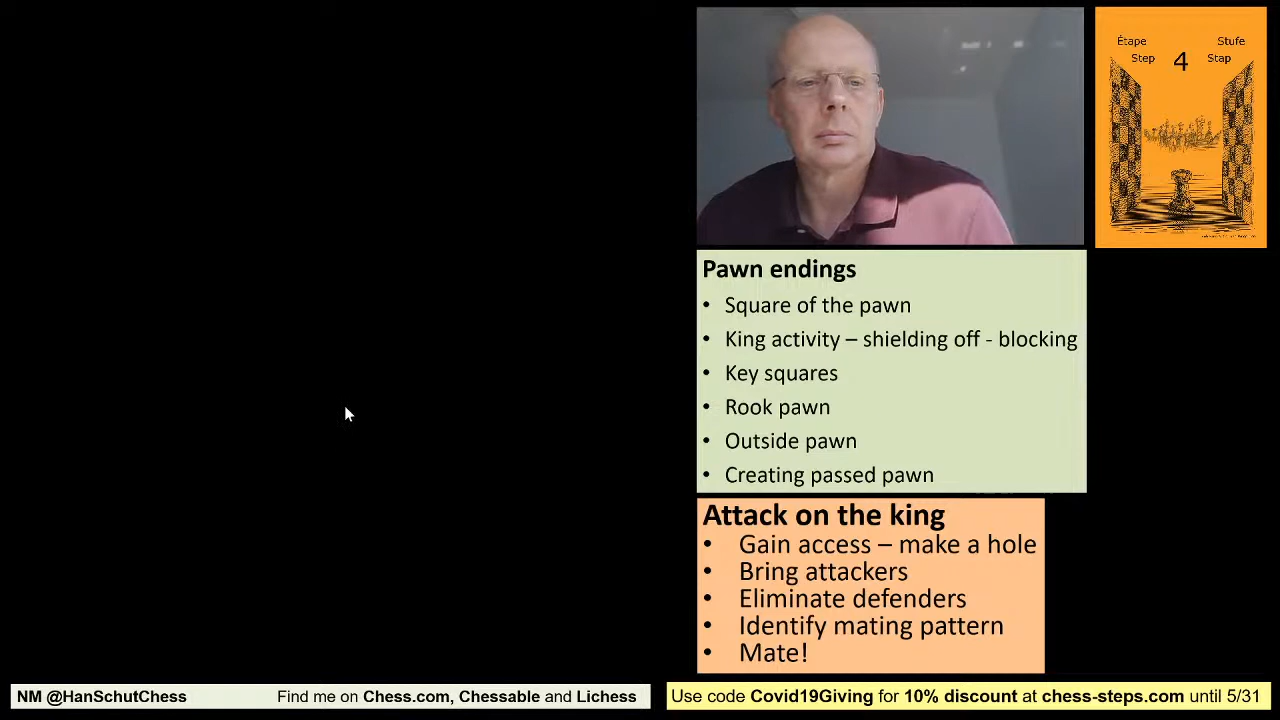 Étape Stufe
Step 4 Stap
Pawn endings
• Square of the pawn
• King activity – shielding off - blocking
• Key squares
• Rook pawn
• Outside pawn
• Creating passed pawn
Attack on the king
• Gain access – make a hole
• Bring attackers
• Eliminate defenders
• Identify mating pattern
• Mate!
NM @HanSchutChess Find me on Chess.com, Chessable and Lichess
Use code Covid19Giving for 10% discount at chess-steps.com until 5/31